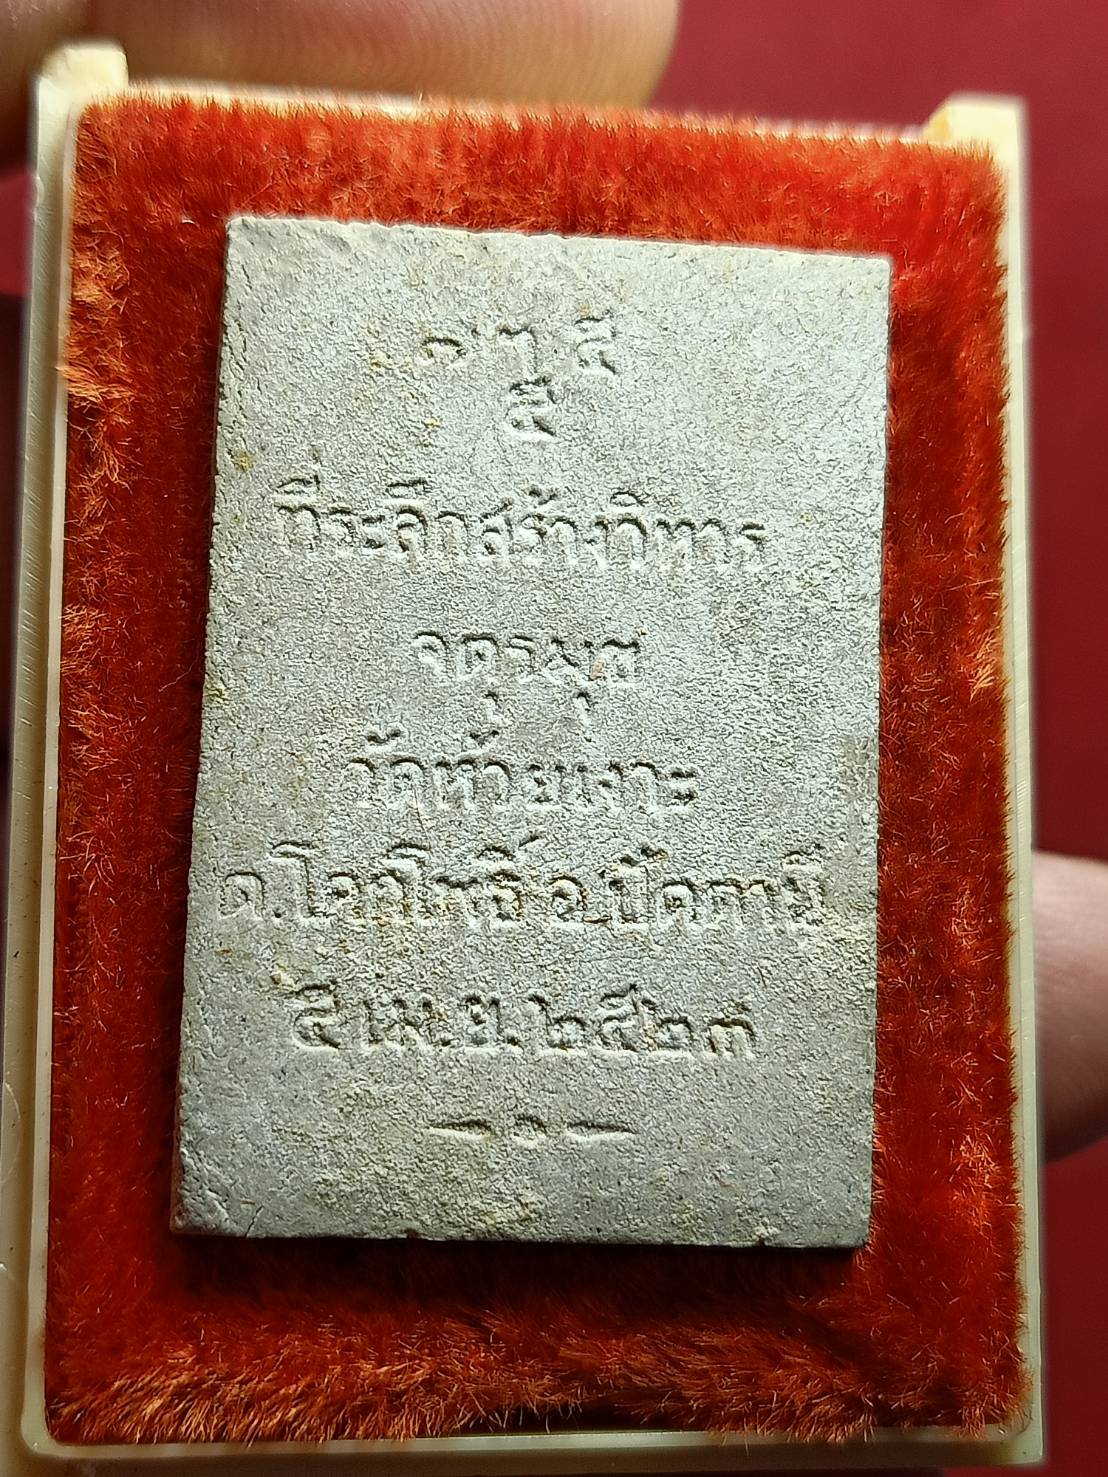 ที่ระลึกสร้างวิหาร
จตุรมุข
วัดห้วยเงาะ
อ.โคกโพธิ์ จ.ปัตตานี
๕ เม.ย. ๒๕๒๓